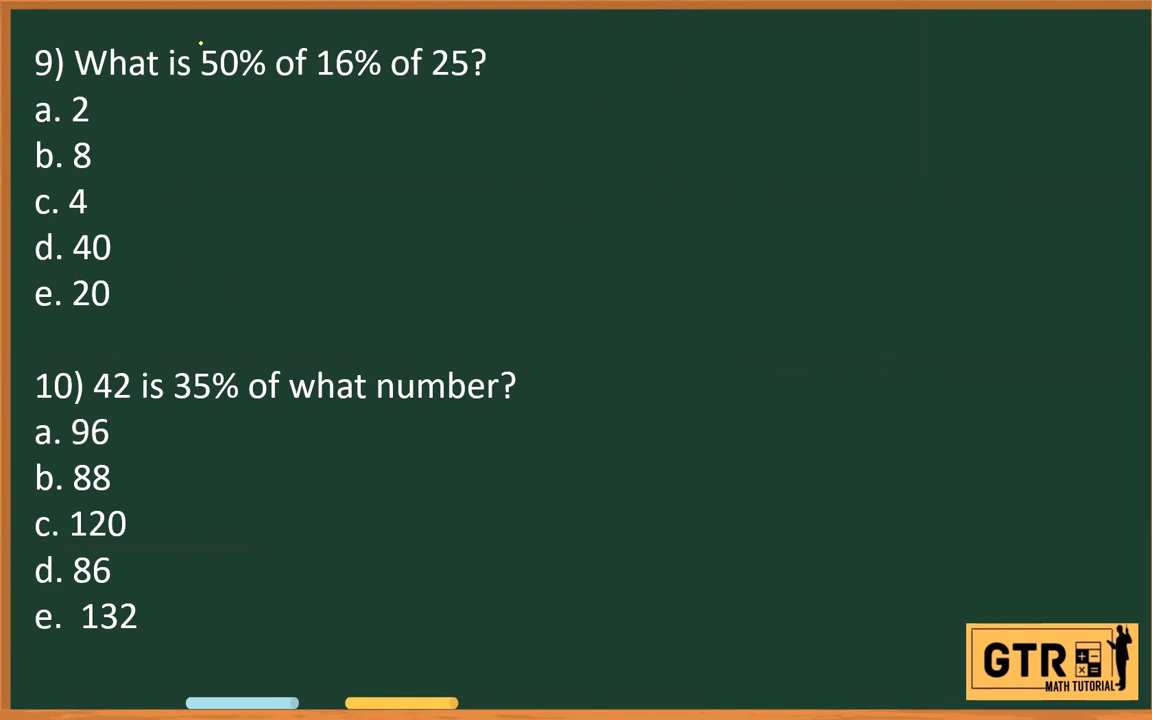 9) What is 50% of 16% of 25?
a. 2
b. 8
c. 4
d. 40
e. 20
10) 42 is 35% of what number?
a. 96
b. 88
c. 120
d. 86
e. 132
GTR
MATH TUTORIAL